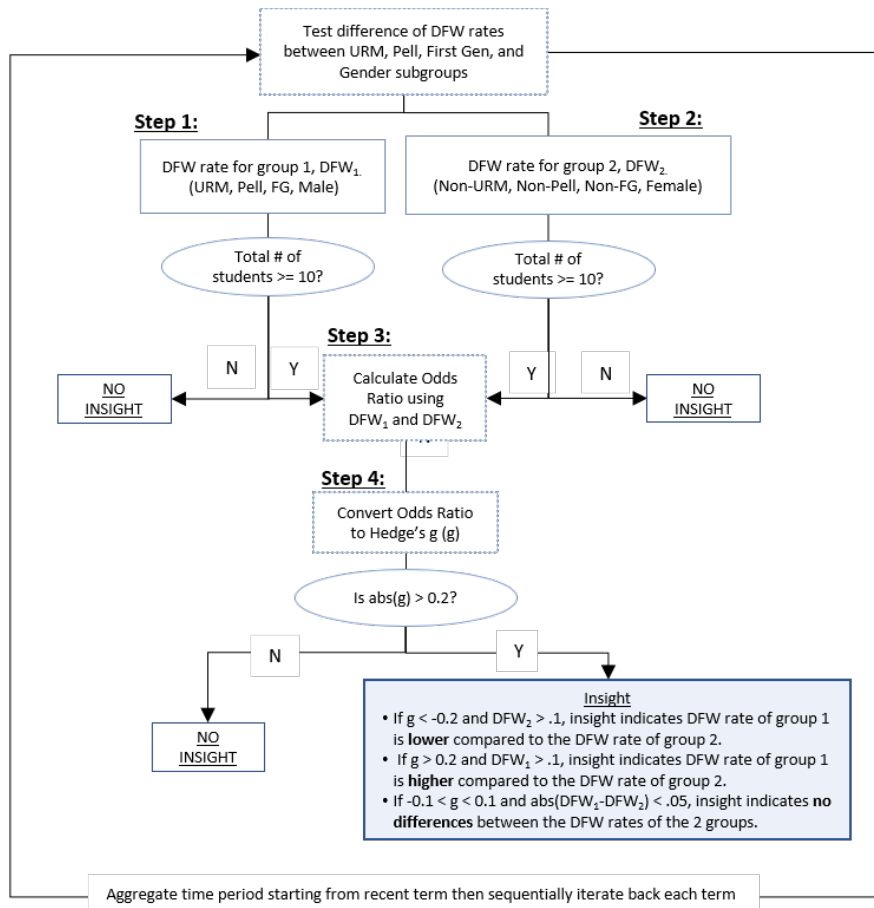 Test difference of DFW rates
between URM, Pell, First Gen, and
Gender subgroups
Step 1:
Step 2:
DFW rate for group 1, DFW₁.
(URM, Pell, FG, Male)
DFW rate for group 2, DFW₂.
(Non-URM, Non-Pell, Non-FG, Female)
Total # of
students >= 10?
Total # of
students >= 10?
Step 3:
N
Y
Y
N
NO
INSIGHT
Calculate Odds
Ratio using
DFW₁ and DFW₂
NO
INSIGHT
Step 4:
Convert Odds Ratio
to Hedge's g (g)
Is abs(g) > 0.2?
N
Y
NO
INSIGHT
Insight
• If g < -0.2 and DFW₂ > .1, insight indicates DFW rate of group 1
is lower compared to the DFW rate of group 2.
• If g > 0.2 and DFW₁ > .1, insight indicates DFW rate of group 1
is higher compared to the DFW rate of group 2.
• If -0.1 < g < 0.1 and abs(DFW₁-DFW₂) < .05, insight indicates no
differences between the DFW rates of the 2 groups.
Aggregate time period starting from recent term then sequentially iterate back each term